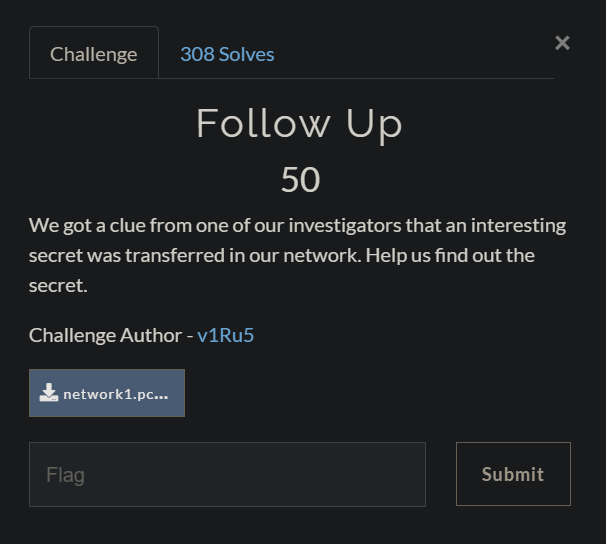 Challenge
308 Solves
×
Follow Up
50
We got a clue from one of our investigators that an interesting
secret was transferred in our network. Help us find out the
secret.
Challenge Author - v1Ru5
network1.pc...
Flag
Submit